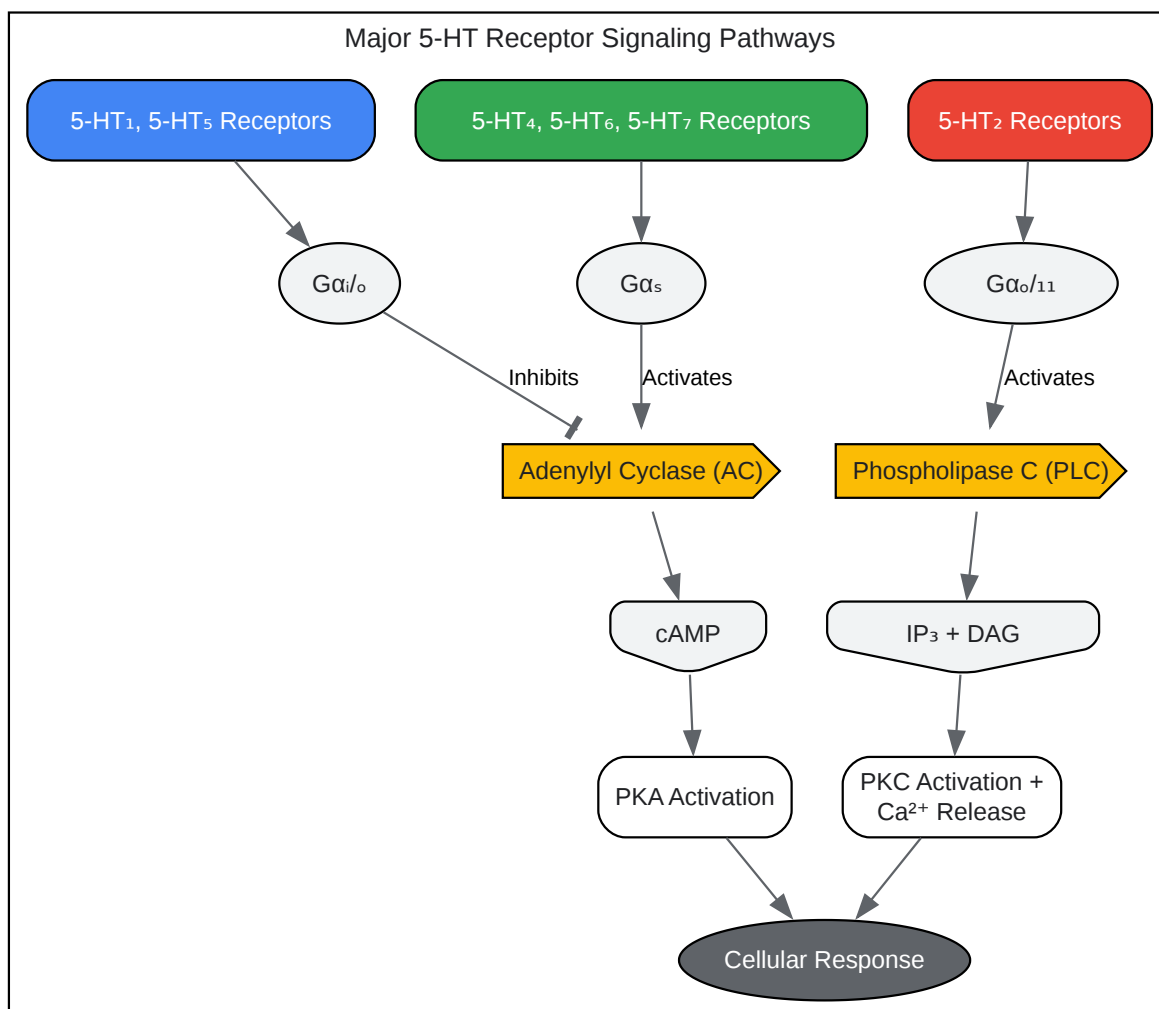 Major 5-HT Receptor Signaling Pathways
5-HT₁, 5-HT₅ Receptors
5-HT₄, 5-HT₆, 5-HT₇ Receptors
5-HT₂ Receptors
Gαᵢ/ₒ
Gαₛ
Gαₒ/₁₁
Inhibits
Activates
Activates
Adenylyl Cyclase (AC)
Phospholipase C (PLC)
cAMP
IP₃ + DAG
PKA Activation
PKC Activation +
Ca²⁺ Release
Cellular Response